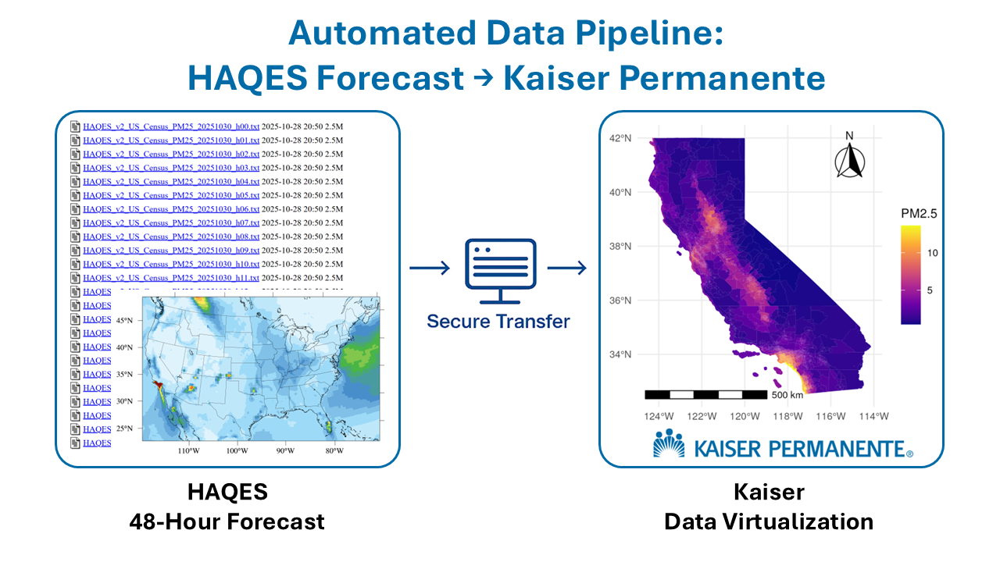 Automated Data Pipeline:
HAQES Forecast → Kaiser Permanente
HAQES_v2_US_Census_PM25_20251030_h00.txt 2025-10-28 20:50 2.5M
HAQES_v2_US_Census_PM25_20251030_h01.txt 2025-10-28 20:50 2.5M
HAQES_v2_US_Census_PM25_20251030_h02.txt 2025-10-28 20:50 2.5M
HAQES_v2_US_Census_PM25_20251030_h03.txt 2025-10-28 20:50 2.5M
HAQES_v2_US_Census_PM25_20251030_h04.txt 2025-10-28 20:50 2.5M
HAQES_v2_US_Census_PM25_20251030_h05.txt 2025-10-28 20:50 2.5M
HAQES_v2_US_Census_PM25_20251030_h06.txt 2025-10-28 20:50 2.5M
HAQES_v2_US_Census_PM25_20251030_h07.txt 2025-10-28 20:50 2.5M
HAQES_v2_US_Census_PM25_20251030_h08.txt 2025-10-28 20:50 2.5M
HAQES_v2_US_Census_PM25_20251030_h09.txt 2025-10-28 20:50 2.5M
HAQES_v2_US_Census_PM25_20251030_h10.txt 2025-10-28 20:50 2.5M
HAQES_v2_US_Census_PM25_20251030_h11.txt 2025-10-28 20:50 2.5M
HAQES
HAQES
HAQES
HAQES
HAQES
HAQES
HAQES
HAQES
HAQES
HAQES
HAQES
HAQES
45°N
40°N
35°N
30°N
25°N
110°W 100°W 90°W 80°W
HAQES
48-Hour Forecast
Secure Transfer
42°N
40°N
38°N
36°N
34°N
N
PM2.5
10
5
500 km
124°W 122°W 120°W 118°W 116°W 114°W
KAISER PERMANENTE®
Kaiser
Data Virtualization